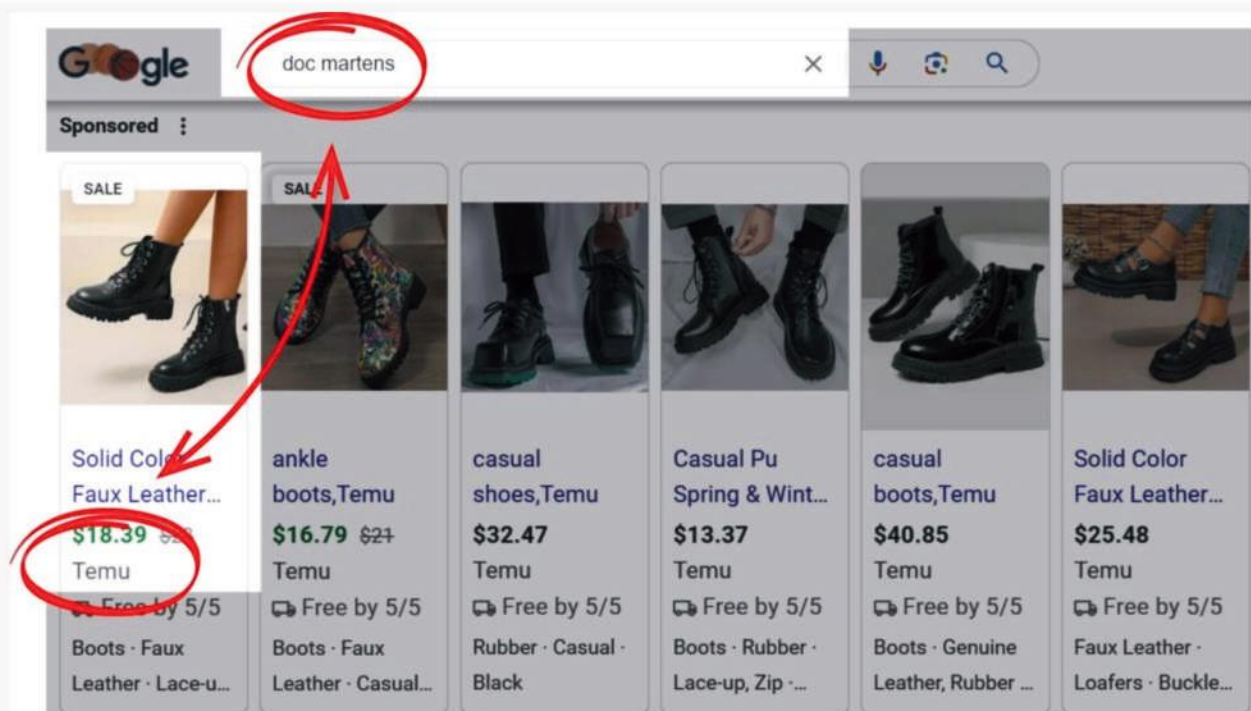 Google
doc martens
Sponsored
SALE
SALE
Solid Color
Faux Leather...
$18.39
Temu
Free by 5/5
Boots · Faux
Leather · Lace-u...
ankle
boots,Temu
$16.79 $21
Temu
Free by 5/5
Boots · Faux
Leather · Casual...
casual
shoes,Temu
$32.47
Temu
Free by 5/5
Rubber · Casual ·
Black
Casual Pu
Spring & Wint...
$13.37
Temu
Free by 5/5
Boots · Rubber ·
Lace-up, Zip ·...
casual
boots,Temu
$40.85
Temu
Free by 5/5
Boots · Genuine
Leather, Rubber ...
Solid Color
Faux Leather...
$25.48
Temu
Free by 5/5
Faux Leather ·
Loafers · Buckle...